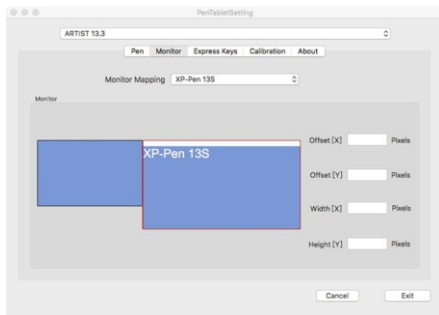 PenTabletSetting
ARTIST 13.3
Pen Monitor Express Keys Calibration About
Monitor Mapping XP-Pen 13S
Monitor
XP-Pen 13S
Offset [X] Pixels
Offset [Y] Pixels
Width [X] Pixels
Height [Y] Pixels
Cancel Exit